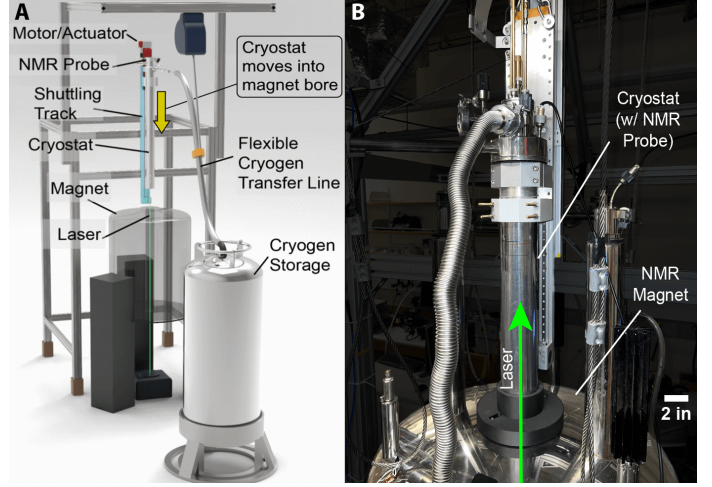 A
Motor/Actuator
NMR Probe
Cryostat
moves into
magnet bore
Shuttling
Track
Cryostat
Flexible
Cryogen
Transfer Line
Magnet
Laser
Cryogen
Storage
B
Cryostat
(w/ NMR
Probe)
NMR
Magnet
Laser
2 in